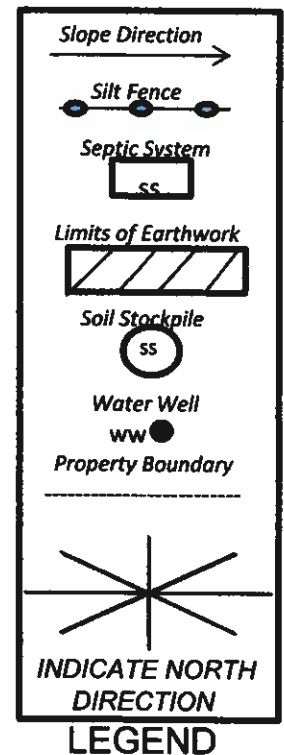 Slope Direction
Silt Fence
Septic System
SS
Limits of Earthwork
Soil Stockpile
SS
Water Well
WW
Property Boundary
INDICATE NORTH
DIRECTION
LEGEND